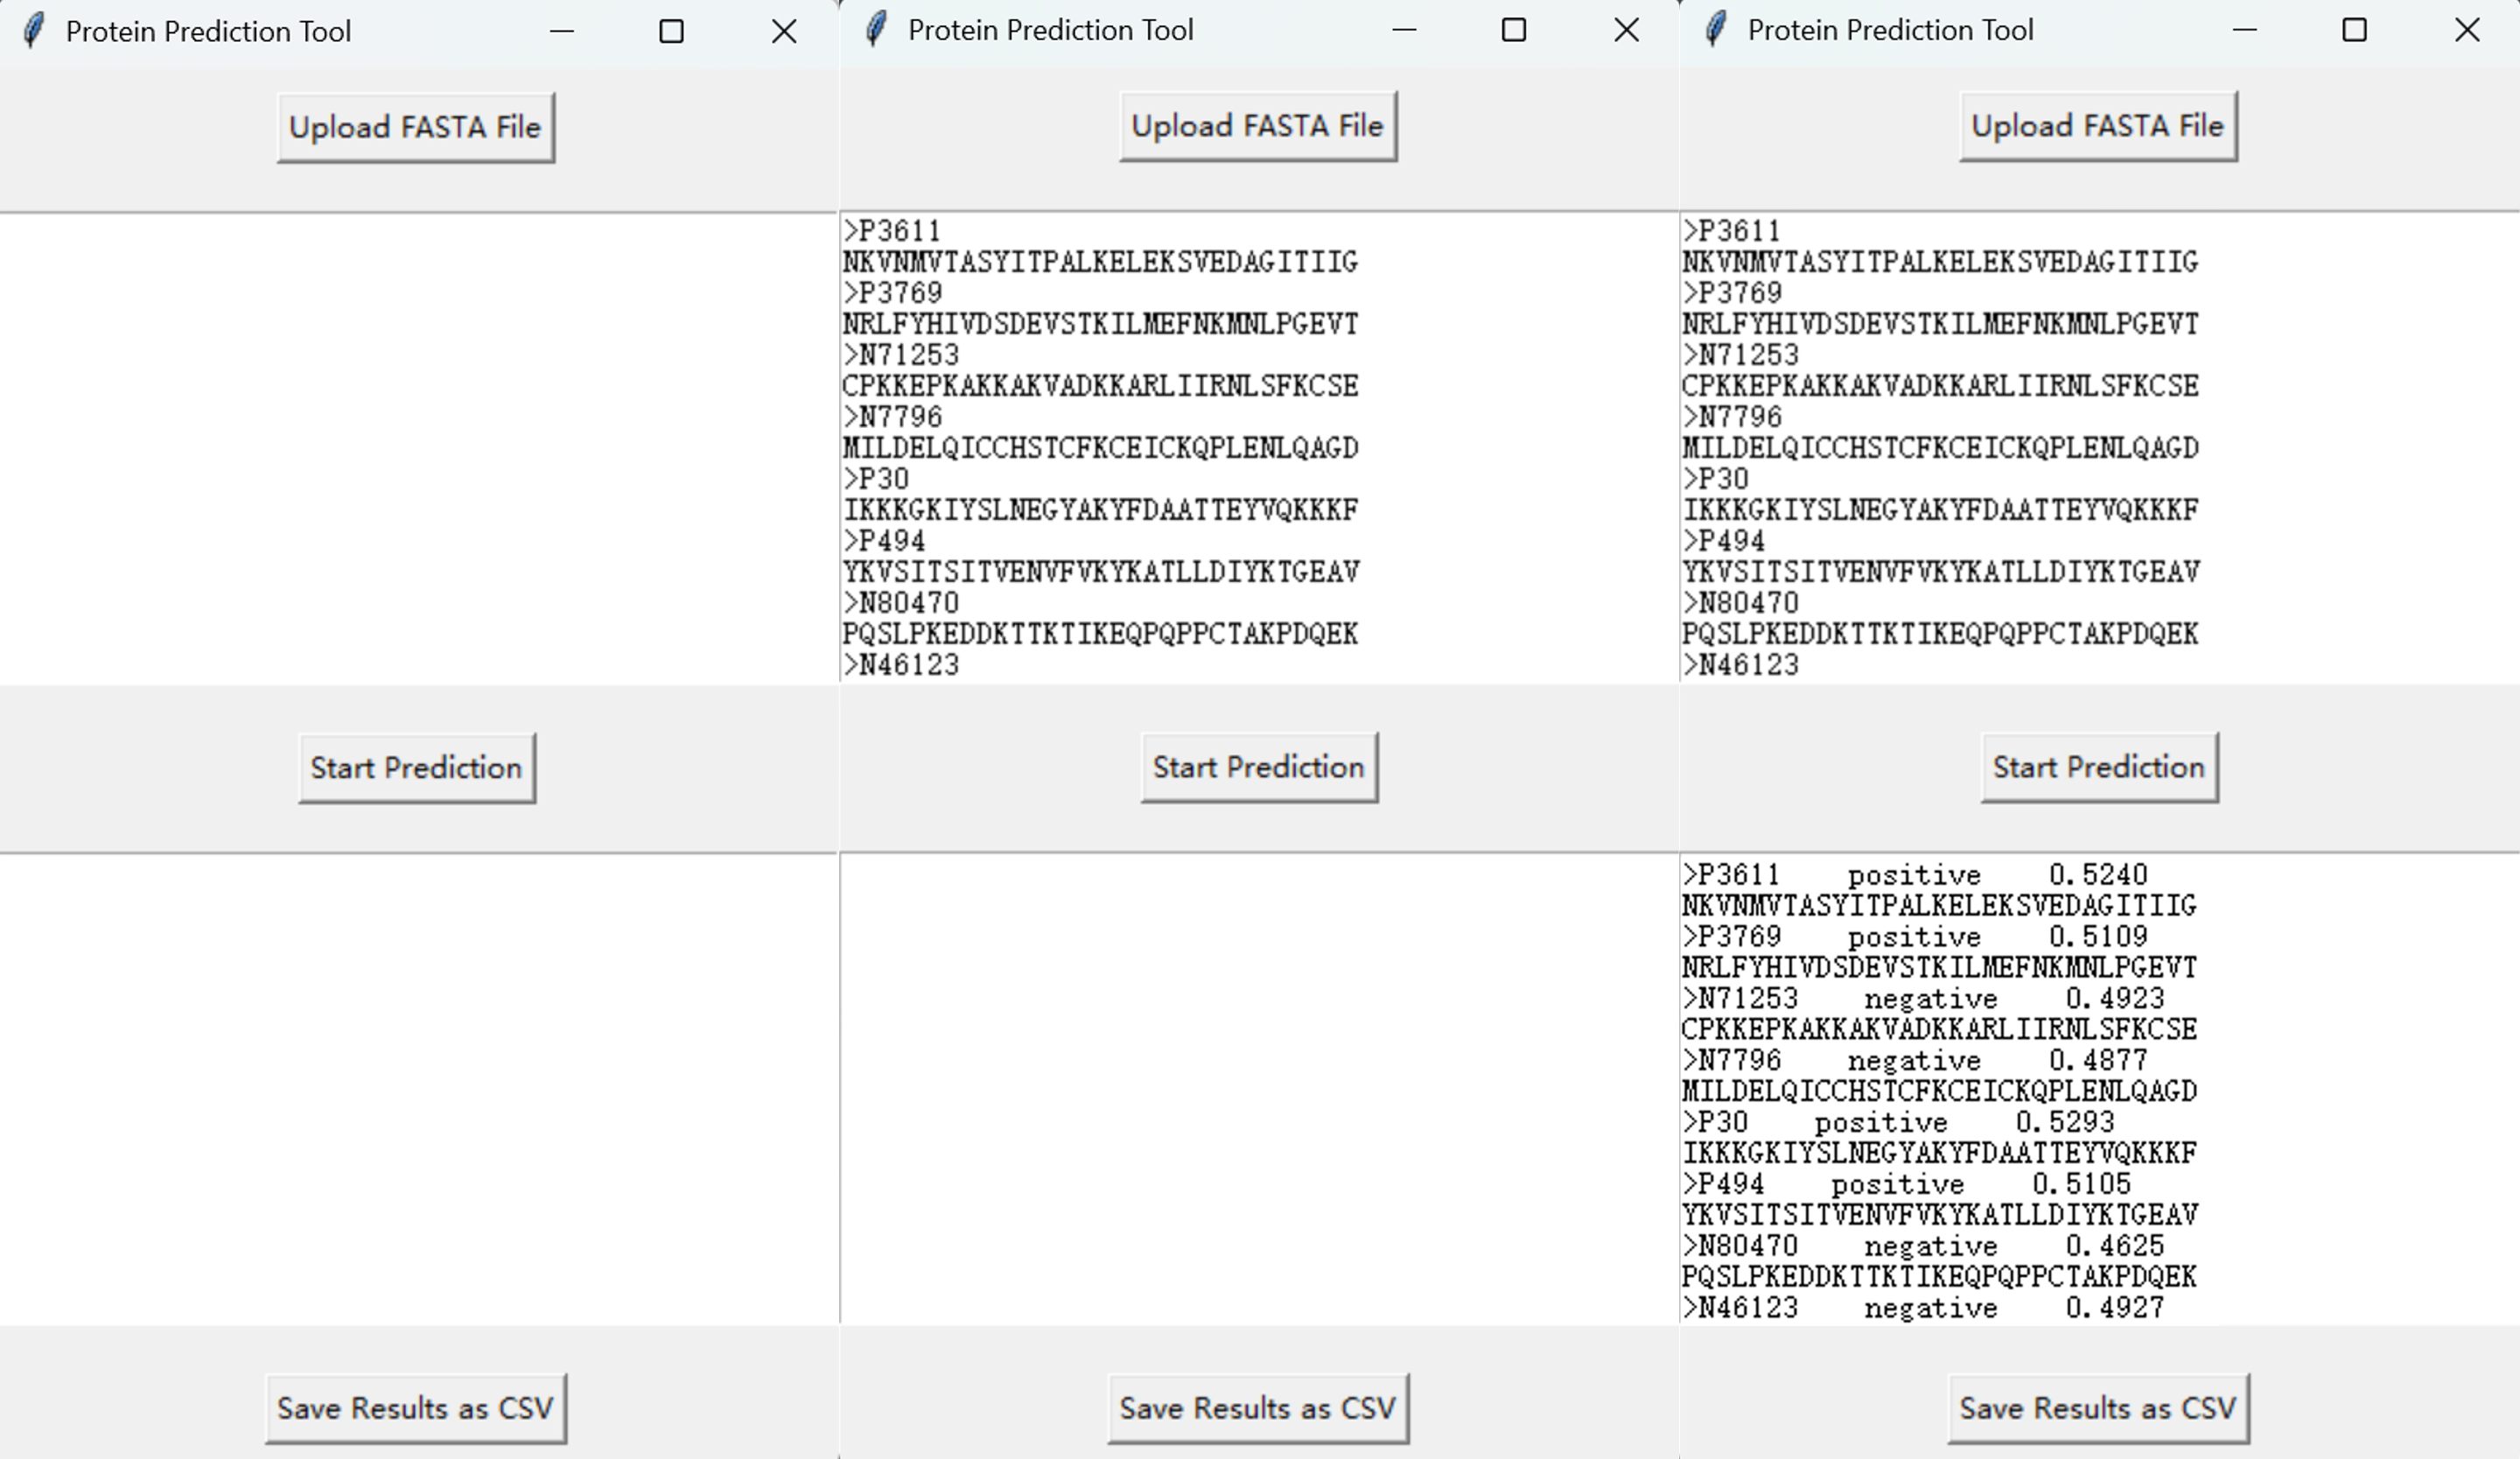 Protein Prediction Tool
Upload FASTA File
Start Prediction
Save Results as CSV
Protein Prediction Tool
Upload FASTA File
>P3611
NKVNMVTASYITPALKELEKSVEDAGITIIG
>P3769
NRLFYHIVDSDEVSTKILMEFNKMNLPGEVT
>N71253
CPKKEPKAKKAKVADKKARLIIRNLSFKCSE
>N7796
MILDELQICCHSTCFKCEICKQPLENLQAGD
>P30
IKKKGKIYSLNEGYAKYFDAATTEYVQKKKF
>P494
YKVSITSITVENVFVKYKATLLDIYKTGEAV
>N80470
PQSLPKEDDKTTKTIKEQPQPPCTAKPDQEK
>N46123
Start Prediction
Save Results as CSV
Protein Prediction Tool
Upload FASTA File
>P3611
NKVNMVTASYITPALKELEKSVEDAGITIIG
>P3769
NRLFYHIVDSDEVSTKILMEFNKMNLPGEVT
>N71253
CPKKEPKAKKAKVADKKARLIIRNLSFKCSE
>N7796
MILDELQICCHSTCFKCEICKQPLENLQAGD
>P30
IKKKGKIYSLNEGYAKYFDAATTEYVQKKKF
>P494
YKVSITSITVENVFVKYKATLLDIYKTGEAV
>N80470
PQSLPKEDDKTTKTIKEQPQPPCTAKPDQEK
>N46123
Start Prediction
>P3611    positive    0.5240
NKVNMVTASYITPALKELEKSVEDAGITIIG
>P3769    positive    0.5109
NRLFYHIVDSDEVSTKILMEFNKMNLPGEVT
>N71253    negative    0.4923
CPKKEPKAKKAKVADKKARLIIRNLSFKCSE
>N7796    negative    0.4877
MILDELQICCHSTCFKCEICKQPLENLQAGD
>P30    positive    0.5293
IKKKGKIYSLNEGYAKYFDAATTEYVQKKKF
>P494    positive    0.5105
YKVSITSITVENVFVKYKATLLDIYKTGEAV
>N80470    negative    0.4625
PQSLPKEDDKTTKTIKEQPQPPCTAKPDQEK
>N46123    negative    0.4927
Save Results as CSV